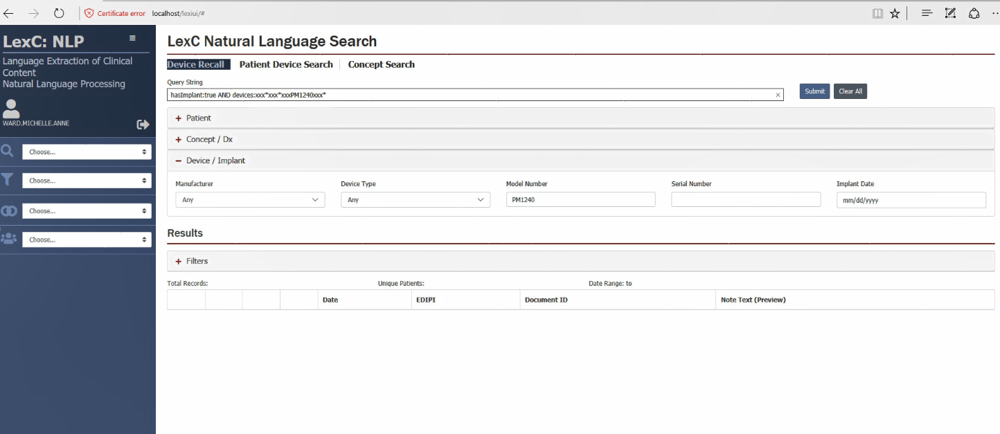 Certificate error localhost/lexiui/#
LexC: NLP
Language Extraction of Clinical
Content
Natural Language Processing
WARD.MICHELLE.ANNE
Choose...
Choose...
Choose...
Choose...
LexC Natural Language Search
Device Recall Patient Device Search Concept Search
Query String
hasImplant:true AND devices:xxx*xxx*xxxPM1240xxx* ×
Submit Clear All
+ Patient
+ Concept / Dx
− Device / Implant
Manufacturer Device Type Model Number Serial Number Implant Date
Any Any PM1240 mm/dd/yyyy
Results
+ Filters
Total Records: Unique Patients: Date Range: to
Date EDIPI Document ID Note Text (Preview)